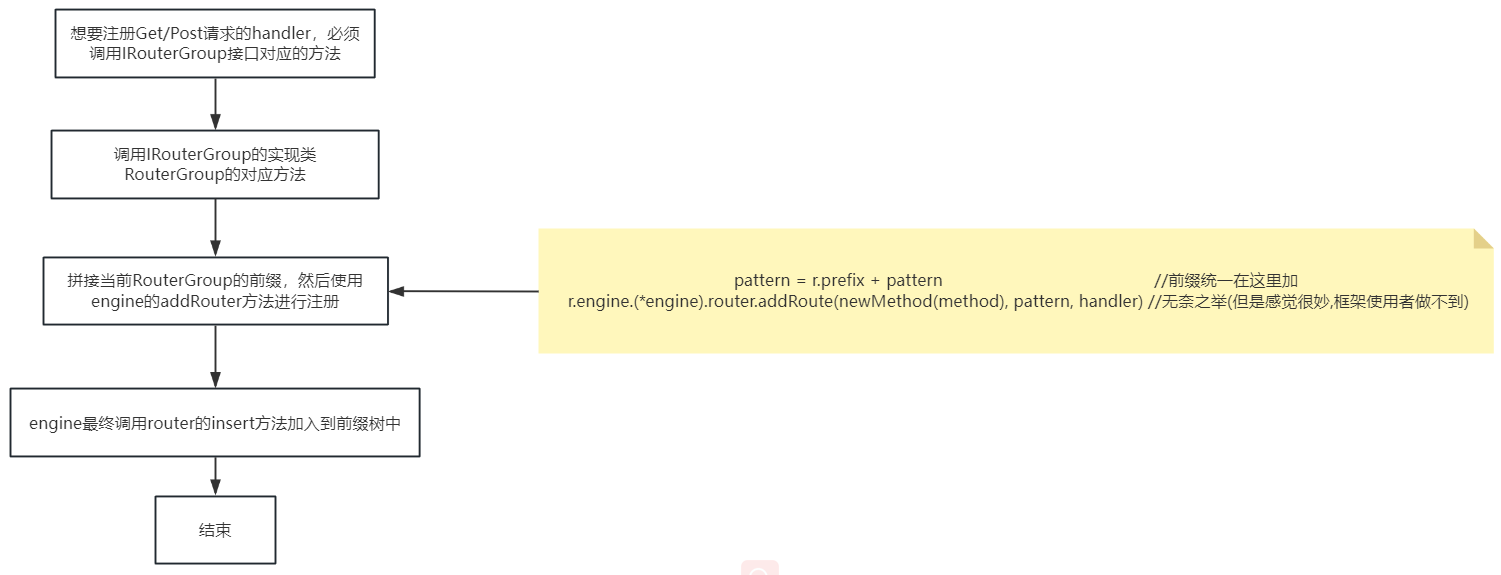 想要注册Get/Post请求的handler，必须
调用IRouterGroup接口对应的方法
调用IRouterGroup的实现类
RouterGroup的对应方法
拼接当前RouterGroup的前缀，然后使用
engine的addRouter方法进行注册
pattern = r.prefix + pattern //前缀统一在这里加
r.engine.(*engine).router.addRoute(newMethod(method), pattern, handler) //无奈之举(但是感觉很妙,框架使用者做不到)
engine最终调用router的insert方法加入到前缀树中
结束